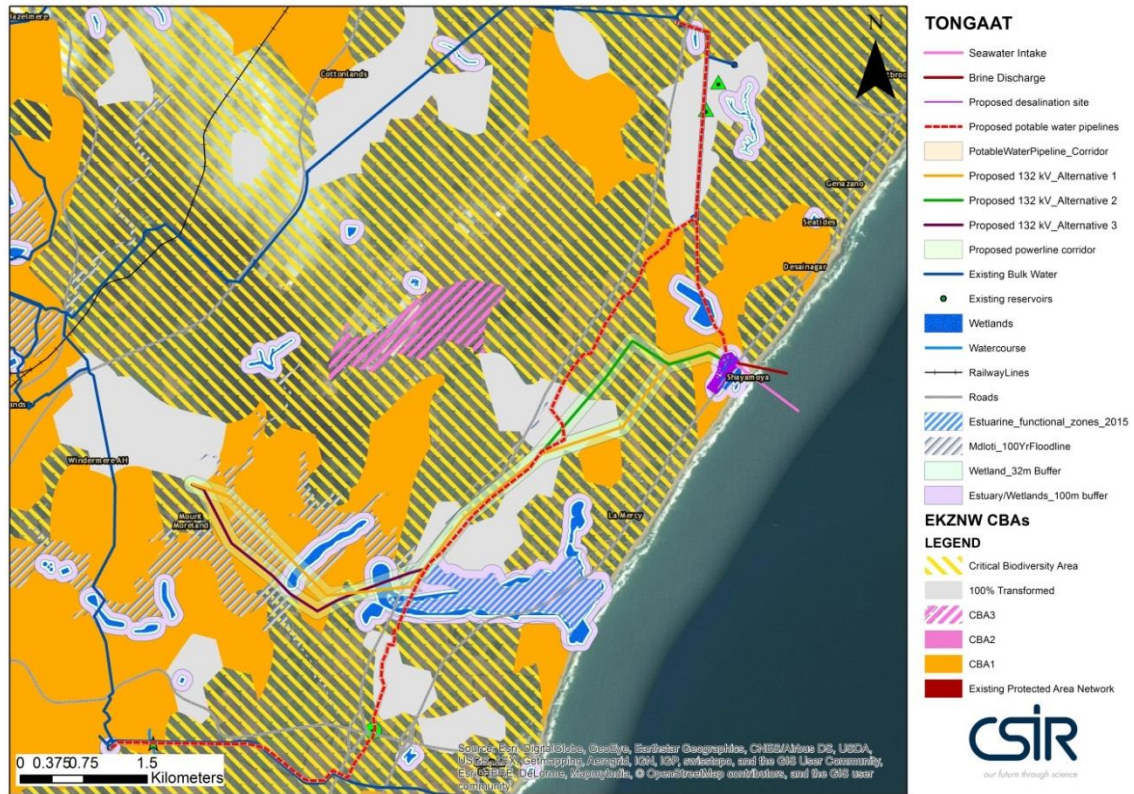 Cottonlands
N
Genazano
Seatides
Desainagar
Shayamoya
Windermere AH
Mount
Moreland
La Mercy
0 0.375 0.75 1.5
Kilometers
Source: Esri, DigitalGlobe, GeoEye, Earthstar Geographics, CNES/Airbus DS, USDA,
USGS, AEX, Getmapping, Aerogrid, IGN, IGP, swisstopo, and the GIS User Community,
Esri, HERE, DeLorme, MapmyIndia, © OpenStreetMap contributors, and the GIS user
community
TONGAAT
Seawater Intake
Brine Discharge
Proposed desalination site
Proposed potable water pipelines
PotableWaterPipeline_Corridor
Proposed 132 kV_Alternative 1
Proposed 132 kV_Alternative 2
Proposed 132 kV_Alternative 3
Proposed powerline corridor
Existing Bulk Water
Existing reservoirs
Wetlands
Watercourse
RailwayLines
Roads
Estuarine_functional_zones_2015
Mdloti_100YrFloodline
Wetland_32m Buffer
Estuary/Wetlands_100m buffer
EKZNW CBAs
LEGEND
Critical Biodiversity Area
100% Transformed
CBA3
CBA2
CBA1
Existing Protected Area Network
CSIR
our future through science